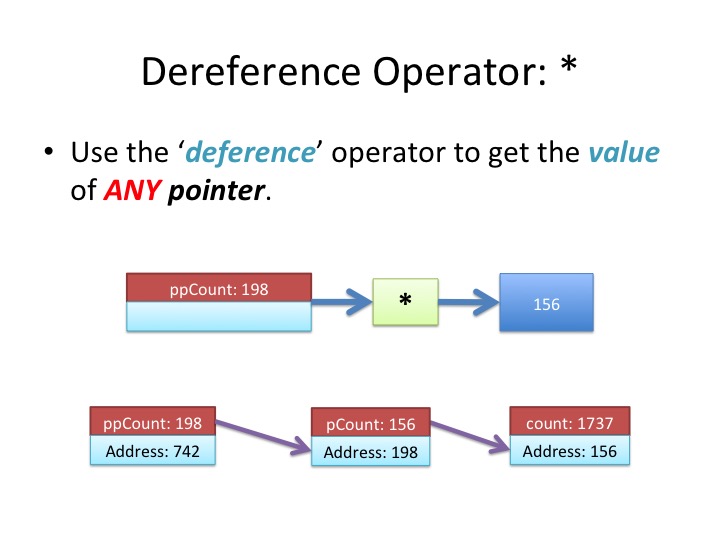 Dereference Operator: *
• Use the ‘deference’ operator to get the value
of ANY pointer.
ppCount: 198
*
156
ppCount: 198
Address: 742
pCount: 156
Address: 198
count: 1737
Address: 156